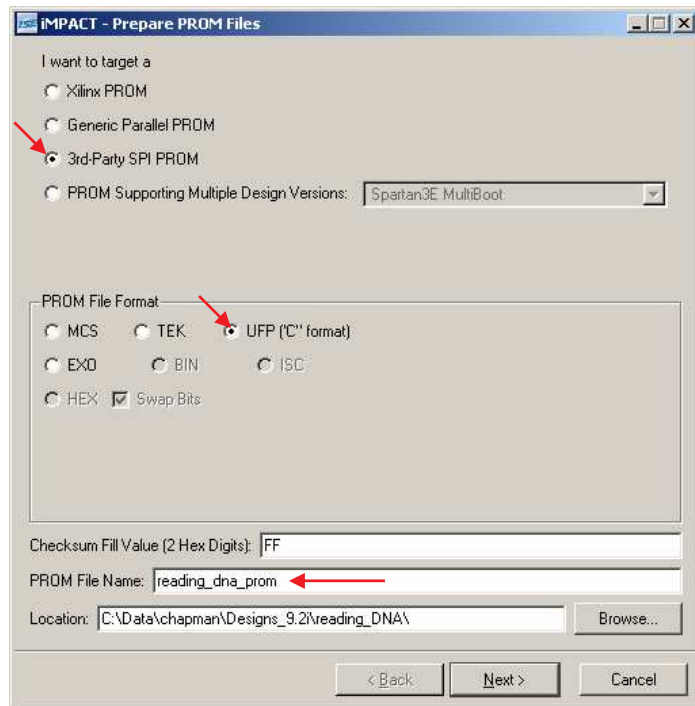 iMPACT - Prepare PROM Files
I want to target a
Xilinx PROM
Generic Parallel PROM
3rd-Party SPI PROM
PROM Supporting Multiple Design Versions: Spartan3E MultiBoot
PROM File Format
MCS TEK UFP ('C" format)
EXO BIN ISC
HEX Swap Bits
Checksum Fill Value (2 Hex Digits): FF
PROM File Name: reading_dna_prom
Location: C:\Data\chapman\Designs_9.2i\reading_DNA\ Browse...
< Back Next > Cancel